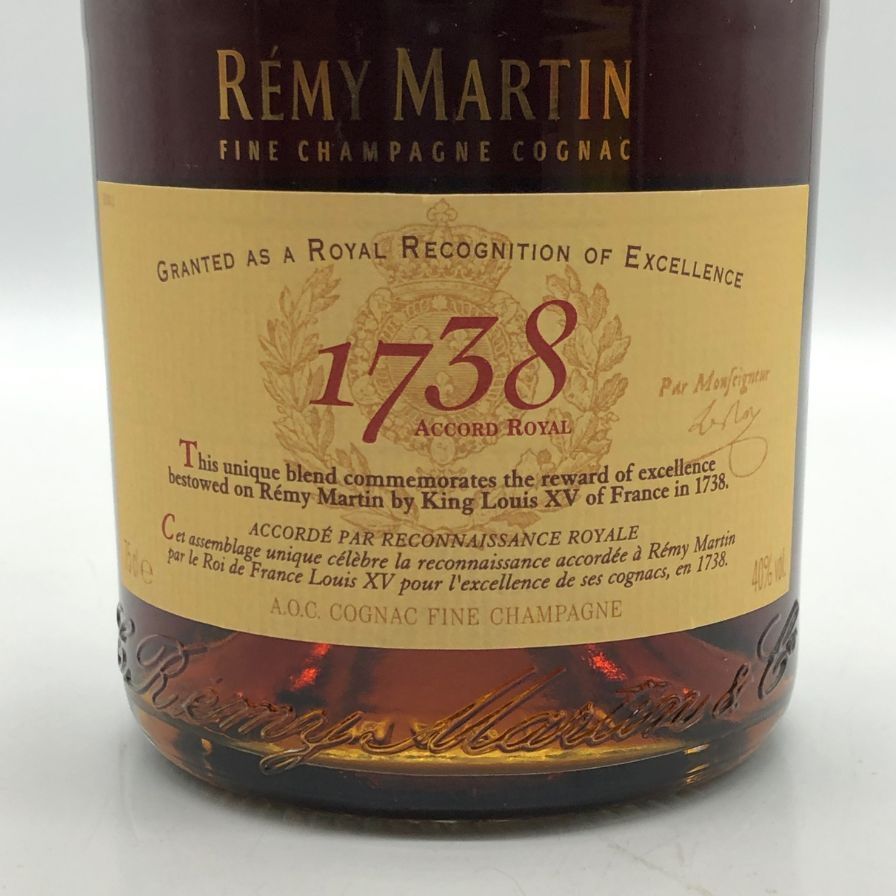 RÉMY MARTIN
FINE CHAMPAGNE COGNAC
GRANTED AS A ROYAL RECOGNITION OF EXCELLENCE
1738
ACCORD ROYAL
Par Monseigneur
This unique blend commemorates the reward of excellence
bestowed on Rémy Martin by King Louis XV of France in 1738.
ACCORDÉ PAR RECONNAISSANCE ROYALE
Cet assemblage unique célèbre la reconnaissance accordée à Rémy Martin
par le Roi de France Louis XV pour l'excellence de ses cognacs, en 1738.
40% vol.
A.O.C. COGNAC FINE CHAMPAGNE
E. Rémy Martin & Co